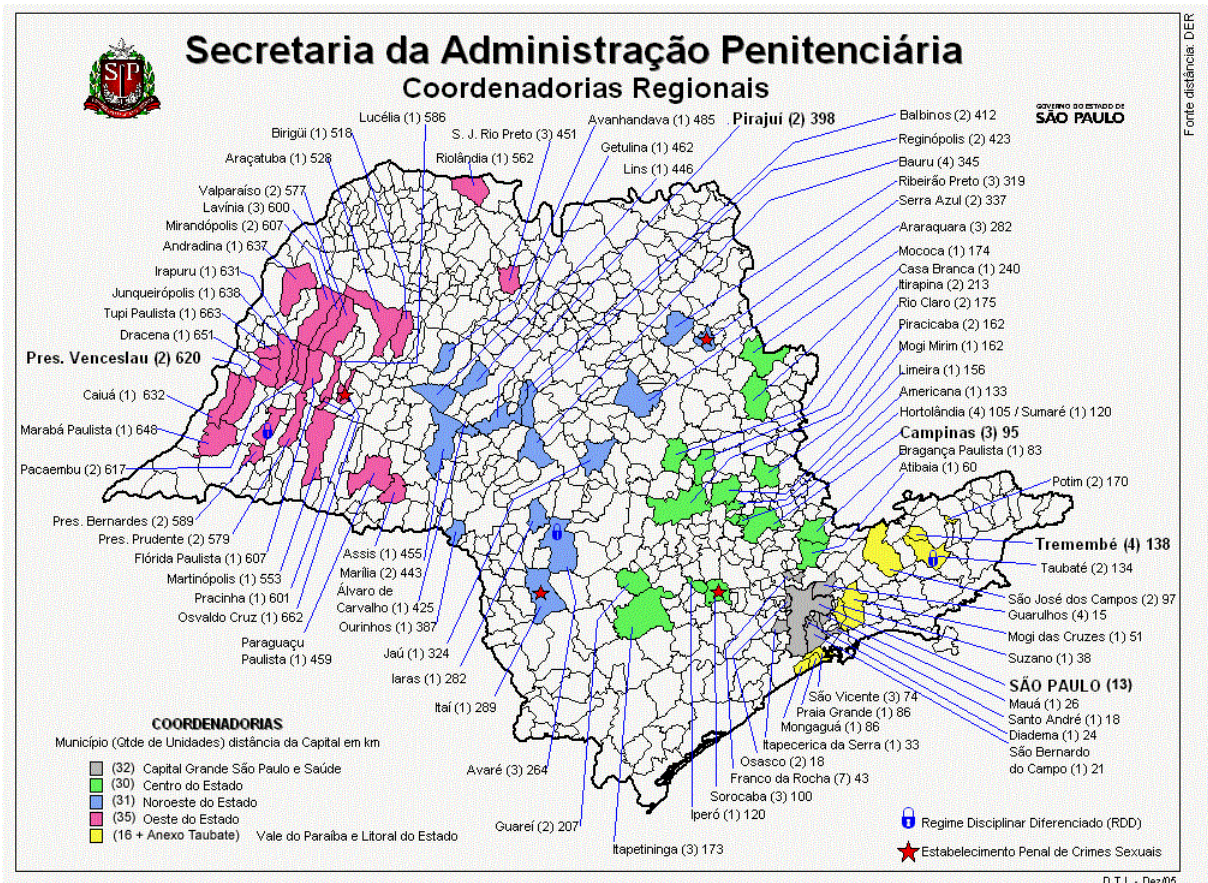 Secretaria da Administração Penitenciária
Coordenadorias Regionais
Fonte distância: DER
GOVERNO DO ESTADO DE
SÃO PAULO
SP
Lucélia (1) 586
Birigüi (1) 518
Araçatuba (1) 528
Valparaíso (2) 577
Lavínia (3) 600
Mirandópolis (2) 607
Andradina (1) 637
Irapuru (1) 631
Junqueirópolis (1) 638
Tupi Paulista (1) 663
Dracena (1) 651
Pres. Venceslau (2) 620
Caiuá (1) 632
Marabá Paulista (1) 648
Pacaembu (2) 617
Pres. Bernardes (2) 589
Pres. Prudente (2) 579
Flórida Paulista (1) 607
Martinópolis (1) 553
Pracinha (1) 601
Osvaldo Cruz (1) 662
Paraguaçu
Paulista (1) 459
S. J. Rio Preto (3) 451
Riolândia (1) 562
Avanhandava (1) 485
Getulina (1) 462
Lins (1) 446
Pirajuí (2) 398
Balbinos (2) 412
Reginópolis (2) 423
Bauru (4) 345
Ribeirão Preto (3) 319
Serra Azul (2) 337
Araraquara (3) 282
Mococa (1) 174
Casa Branca (1) 240
Itirapina (2) 213
Rio Claro (2) 175
Piracicaba (2) 162
Mogi Mirim (1) 162
Limeira (1) 156
Americana (1) 133
Hortolândia (4) 105 / Sumaré (1) 120
Campinas (3) 95
Bragança Paulista (1) 83
Atibaia (1) 60
Potim (2) 170
Tremembé (4) 138
Taubaté (2) 134
São José dos Campos (2) 97
Guarulhos (4) 15
Mogi das Cruzes (1) 51
Suzano (1) 38
SÃO PAULO (13)
Mauá (1) 26
Santo André (1) 18
Diadema (1) 24
São Bernardo
do Campo (1) 21
Assis (1) 455
Marília (2) 443
Álvaro de
Carvalho (1) 425
Ourinhos (1) 387
Jaú (1) 324
Iaras (1) 282
Itaí (1) 289
Avaré (3) 264
Guareí (2) 207
Itapetininga (3) 173
Iperó (1) 120
Sorocaba (3) 100
Franco da Rocha (7) 43
Osasco (2) 18
Itapecerica da Serra (1) 33
Mongaguá (1) 86
Praia Grande (1) 86
São Vicente (3) 74
COORDENADORIAS
Município (Qtde de Unidades) distância da Capital em km
(32) Capital Grande São Paulo e Saúde
(30) Centro do Estado
(31) Noroeste do Estado
(35) Oeste do Estado
(16 + Anexo Taubate) Vale do Paraíba e Litoral do Estado
Regime Disciplinar Diferenciado (RDD)
Estabelecimento Penal de Crimes Sexuais
D.T.I. - Dez/05